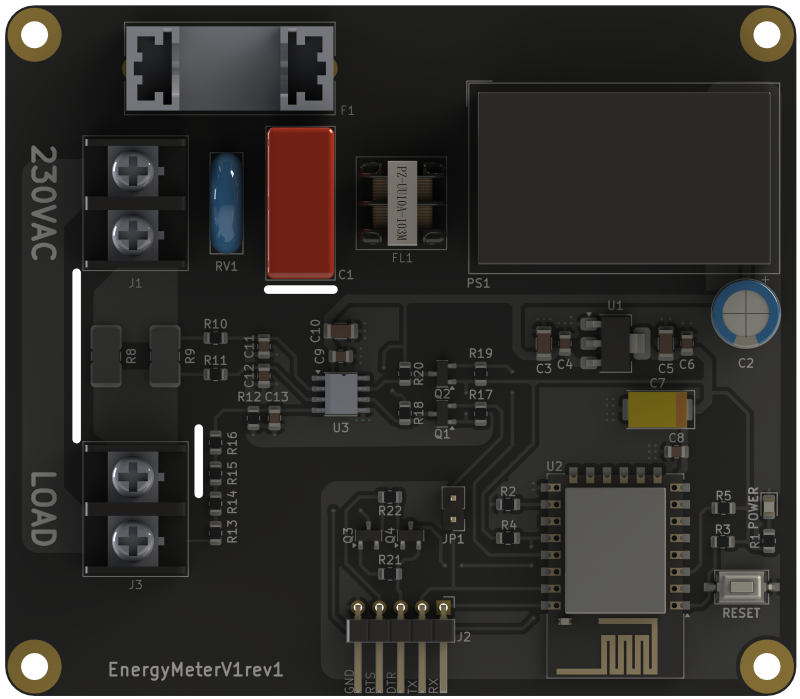 F1
230VAC
J1
RV1
C1
PZ-UU10A-103M
FL1
PS1
+
C2
U1
C3
C4
C5
C6
R10
R11
R8
R9
C11
C12
C10
C9
R12
C13
U3
R20
R18
Q2
Q1
R19
R17
C7
C8
U2
R16
R15
R14
R13
LOAD
J3
R22
Q3
Q4
R21
JP1
R2
R4
R5
R3
POWER
R1
RESET
J2
GND
RTS
DTR
TX
RX
EnergyMeterV1rev1